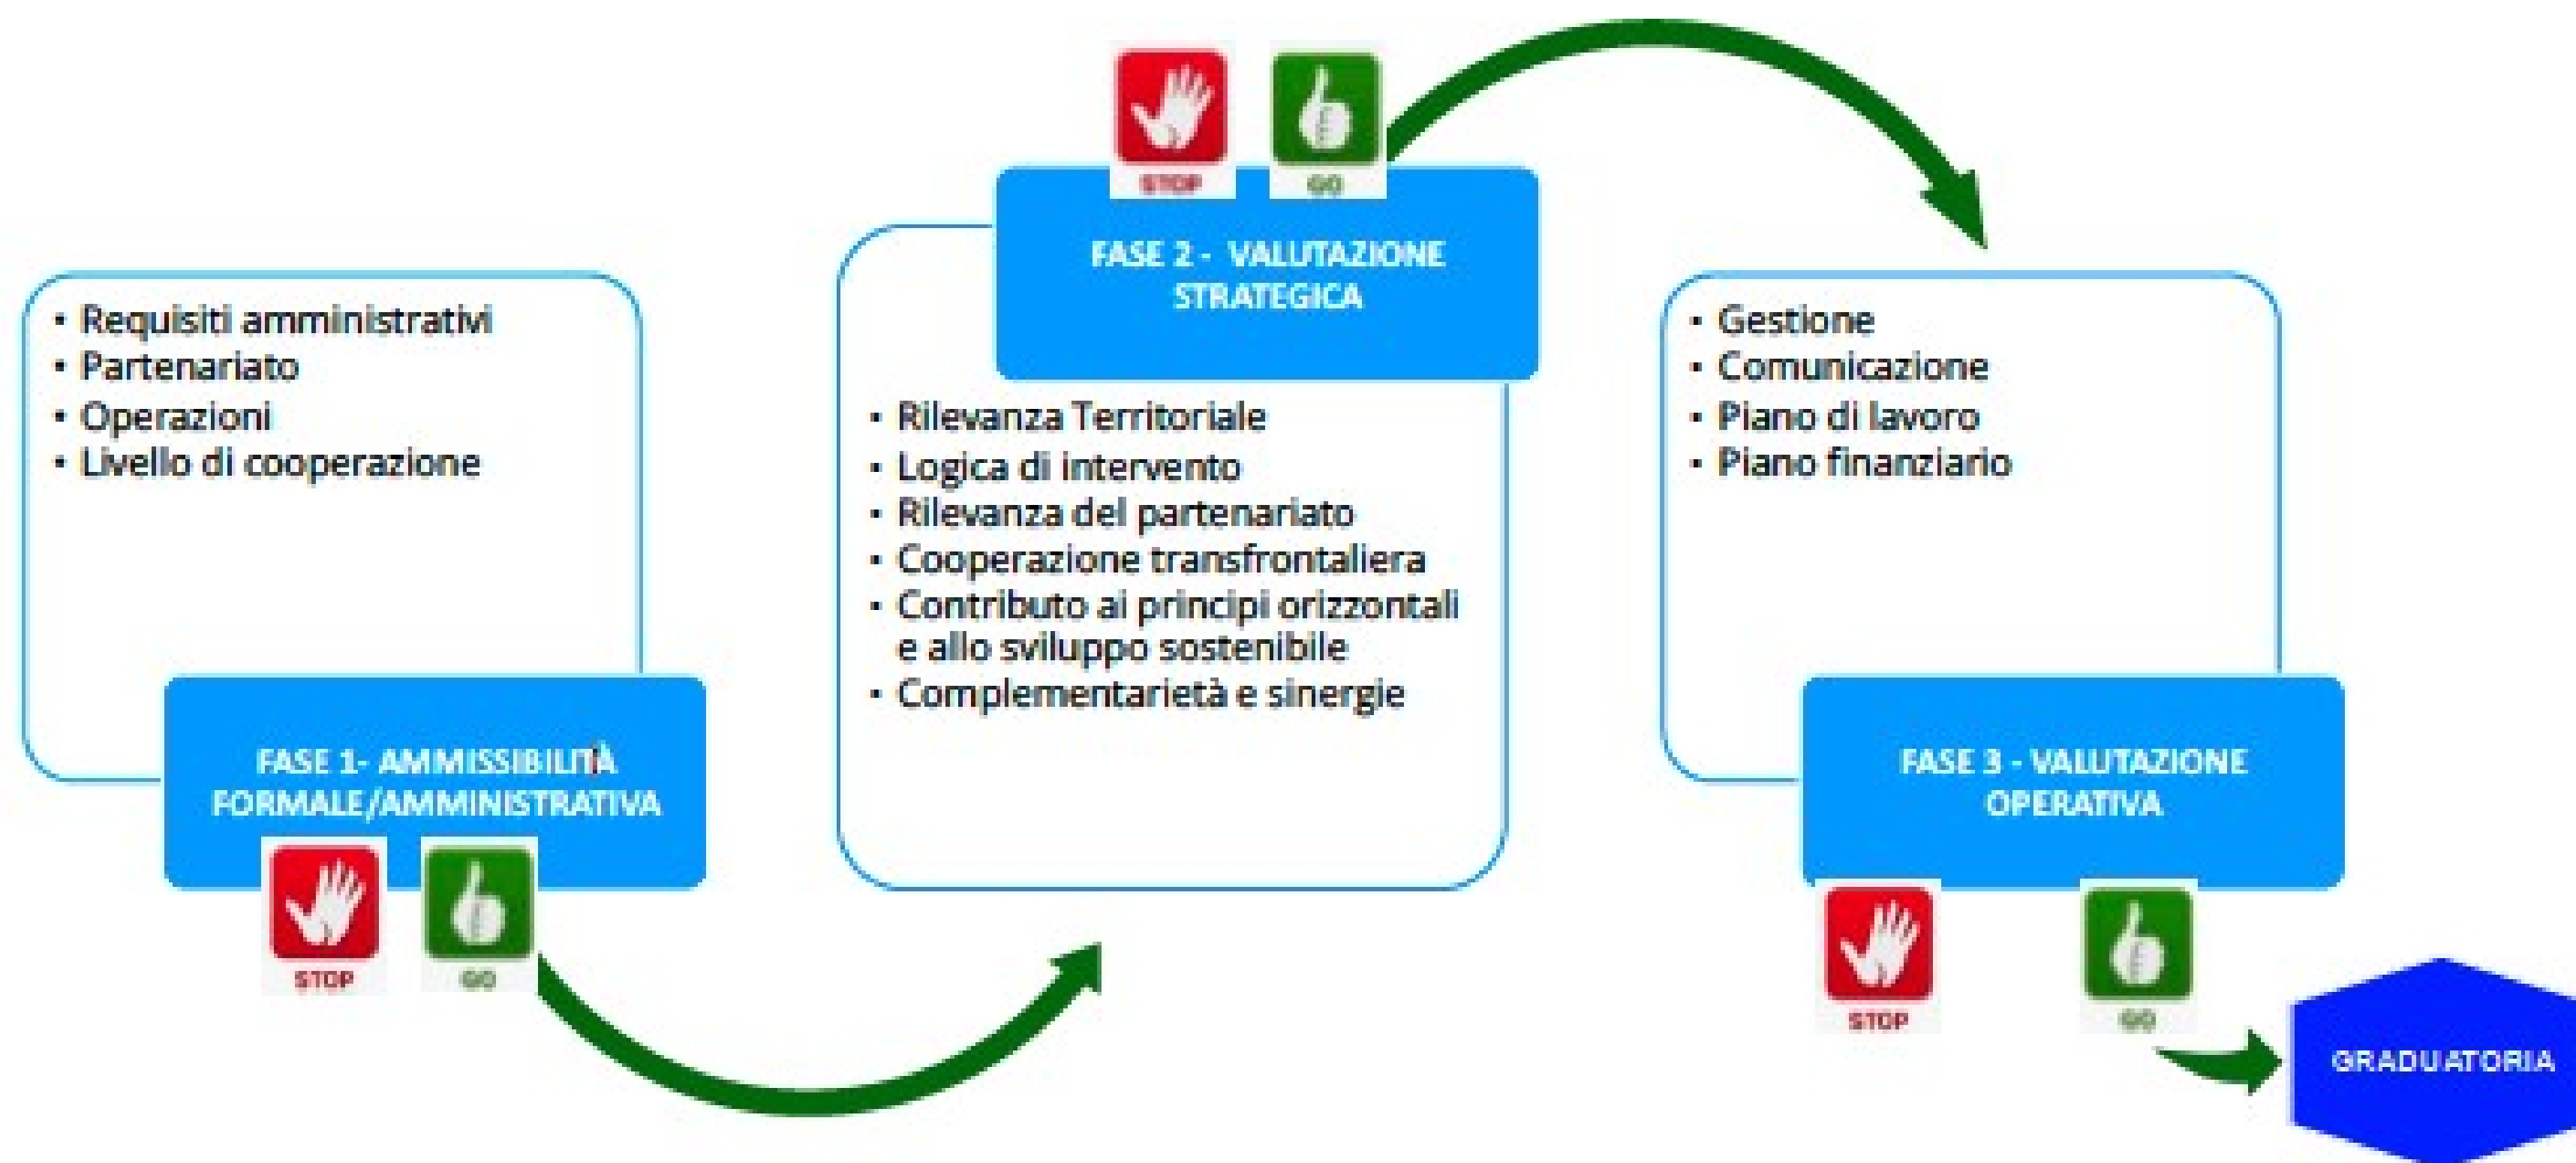 • Requisiti amministrativi
• Partenariato
• Operazioni
• Livello di cooperazione
FASE 1- AMMISSIBILITÀ
FORMALE/AMMINISTRATIVA
STOP
GO
STOP
GO
FASE 2 - VALUTAZIONE
STRATEGICA
• Rilevanza Territoriale
• Logica di intervento
• Rilevanza del partenariato
• Cooperazione transfrontaliera
• Contributo ai principi orizzontali
e allo sviluppo sostenibile
• Complementarietà e sinergie
• Gestione
• Comunicazione
• Piano di lavoro
• Piano finanziario
FASE 3 - VALUTAZIONE
OPERATIVA
STOP
GO
GRADUATORIA